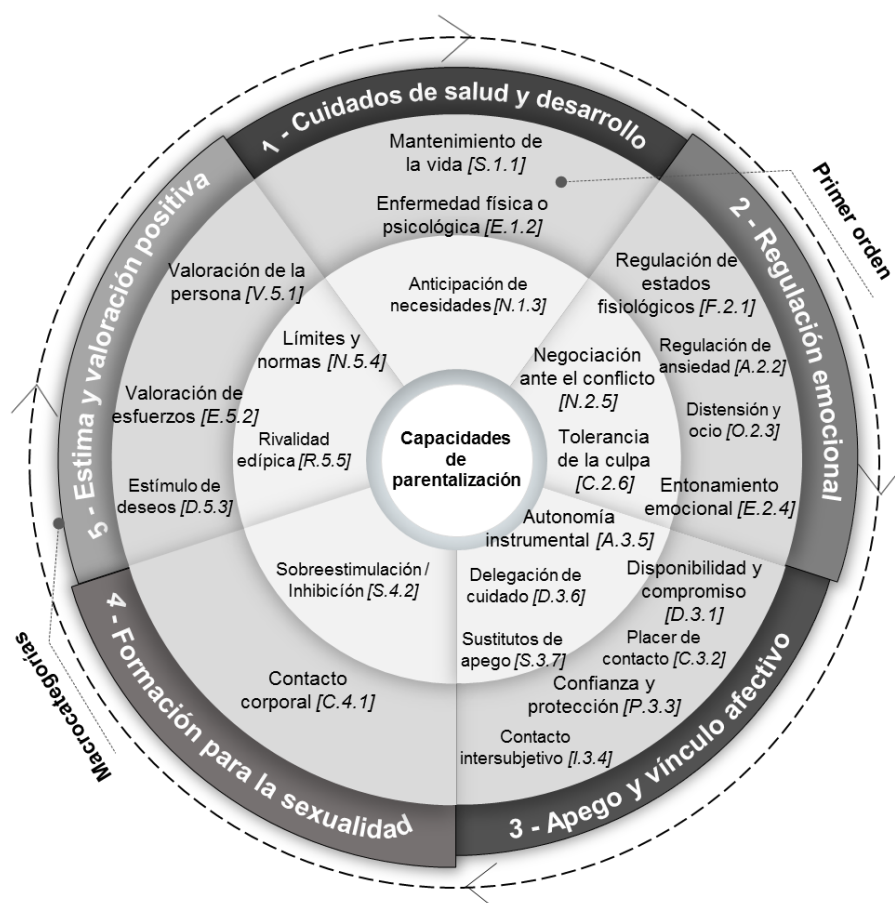 1 - Cuidados de salud y desarrollo
Mantenimiento de
la vida [S.1.1]
Enfermedad física o
psicológica [E.1.2]
Anticipación de
necesidades[N.1.3]
Primer orden
2 - Regulación emocional
Regulación de
estados
fisiológicos [F.2.1]
Regulación de
ansiedad [A.2.2]
Distensión y
ocio [O.2.3]
Entonamiento
emocional [E.2.4]
Negociación
ante el conflicto
[N.2.5]
Tolerancia
de la culpa
[C.2.6]
3 - Apego y vínculo afectivo
Disponibilidad y
compromiso
[D.3.1]
Placer de
contacto [C.3.2]
Confianza y
protección [P.3.3]
Contacto
intersubjetivo [I.3.4]
Autonomía
instrumental [A.3.5]
Delegación de
cuidado [D.3.6]
Sustitutos de
apego [S.3.7]
4 - Formación para la sexualidad
Contacto
corporal [C.4.1]
Sobreestimulación /
Inhibición [S.4.2]
Macrocategorías
5 - Estima y valoración positiva
Valoración de la
persona [V.5.1]
Valoración de
esfuerzos [E.5.2]
Estímulo de
deseos [D.5.3]
Límites y
normas [N.5.4]
Rivalidad
edípica [R.5.5]
Capacidades
de
parentalización